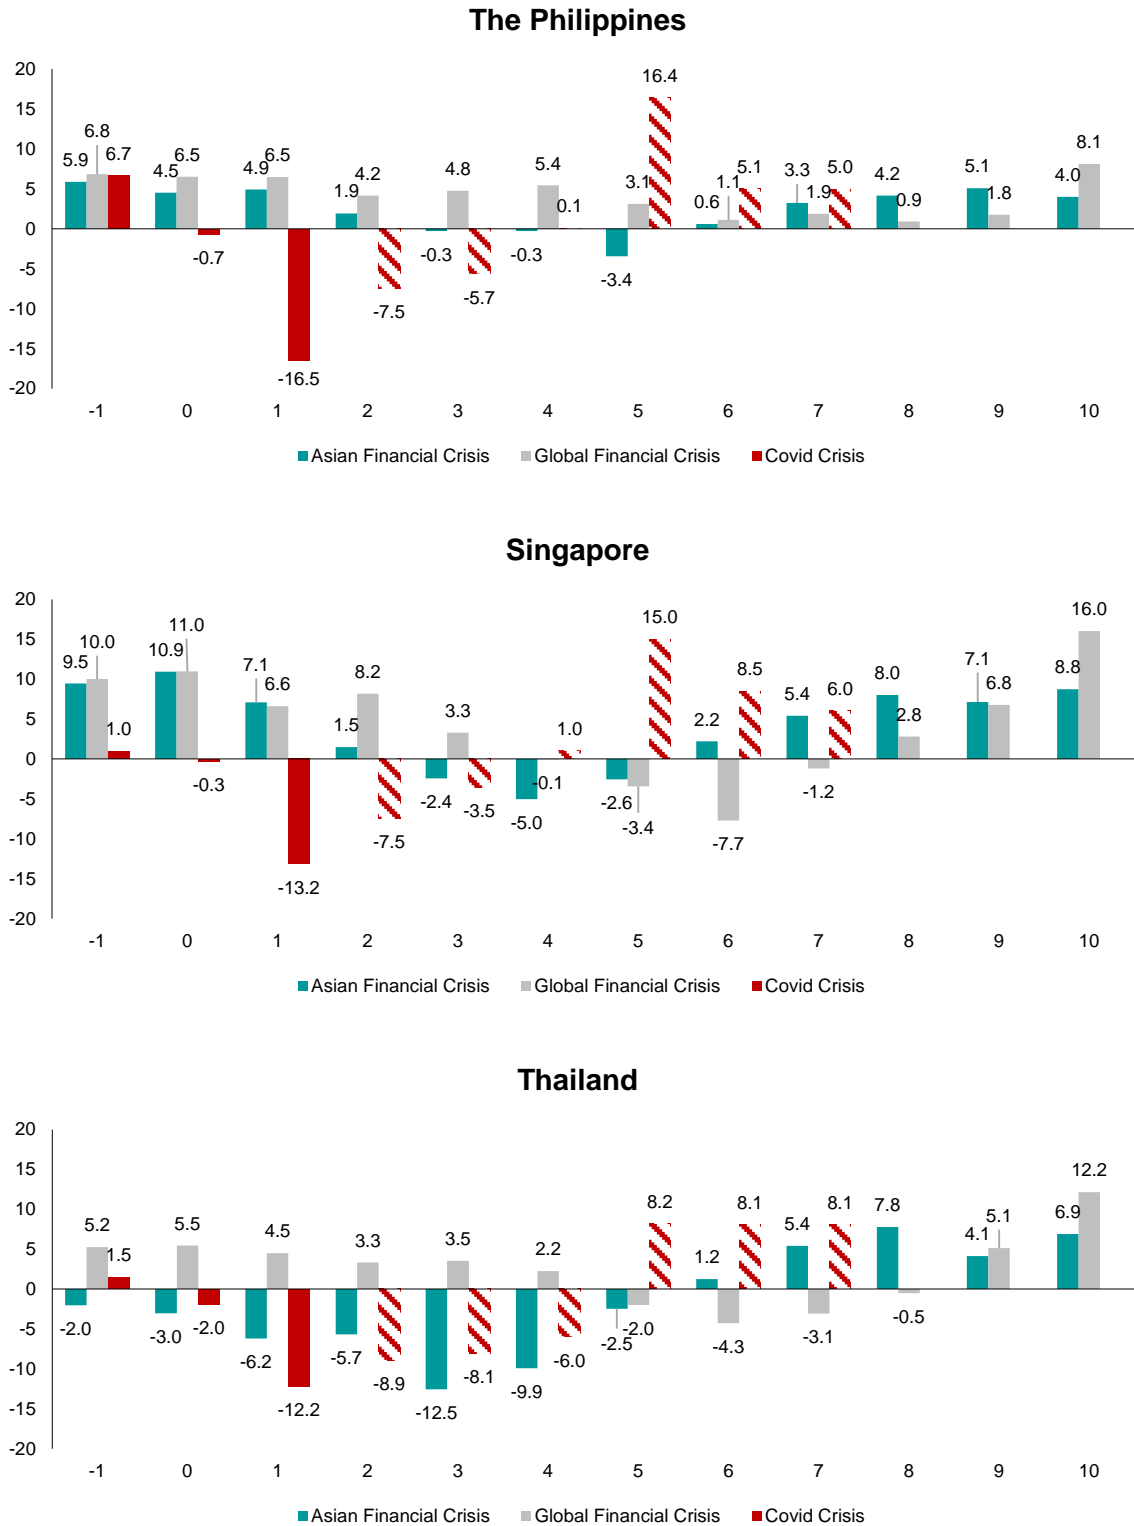 The Philippines
20
15
10
5
0
-5
-10
-15
-20
5.9 6.8 6.7
4.5 6.5 -0.7
4.9 6.5 -16.5
1.9 4.2 -7.5
-0.3 4.8 -5.7
-0.3 5.4 0.1
-3.4 3.1 16.4
0.6 1.1 5.1
3.3 1.9 5.0
4.2 0.9
5.1 1.8
4.0 8.1
-1 0 1 2 3 4 5 6 7 8 9 10
Asian Financial Crisis Global Financial Crisis Covid Crisis
Singapore
20
15
10
5
0
-5
-10
-15
-20
9.5 10.0 1.0
10.9 11.0 -0.3
7.1 6.6 -13.2
1.5 8.2 -7.5
-2.4 3.3 -3.5
-5.0 -0.1 1.0
-2.6 -3.4 15.0
2.2 -7.7 8.5
5.4 -1.2 6.0
8.0 2.8
7.1 6.8
8.8 16.0
-1 0 1 2 3 4 5 6 7 8 9 10
Asian Financial Crisis Global Financial Crisis Covid Crisis
Thailand
20
15
10
5
0
-5
-10
-15
-20
-2.0 5.2 1.5
-3.0 5.5 -2.0
-6.2 4.5 -12.2
-5.7 3.3 -8.9
-12.5 3.5 -8.1
-9.9 2.2 -6.0
-2.5 -2.0 8.2
1.2 -4.3 8.1
5.4 -3.1 8.1
7.8 -0.5
4.1 5.1
6.9 12.2
-1 0 1 2 3 4 5 6 7 8 9 10
Asian Financial Crisis Global Financial Crisis Covid Crisis